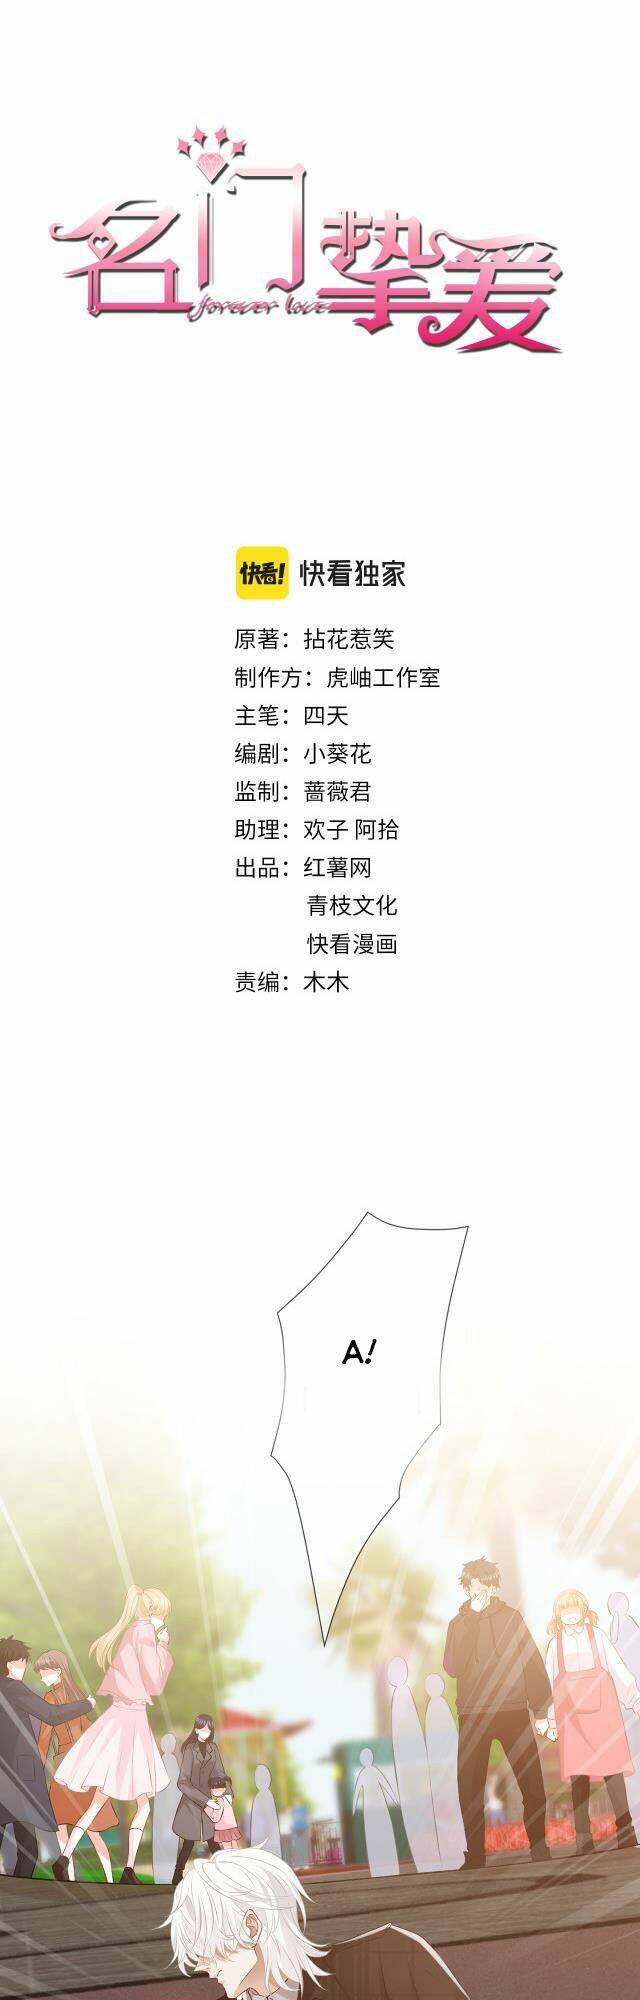 名门挚爱
forever love
快看! 快看独家
原著：拈花惹笑
制作方：虎岫工作室
主笔：四天
编剧：小葵花
监制：蔷薇君
助理：欢子 阿拾
出品：红薯网
青枝文化
快看漫画
责编：木木
A!